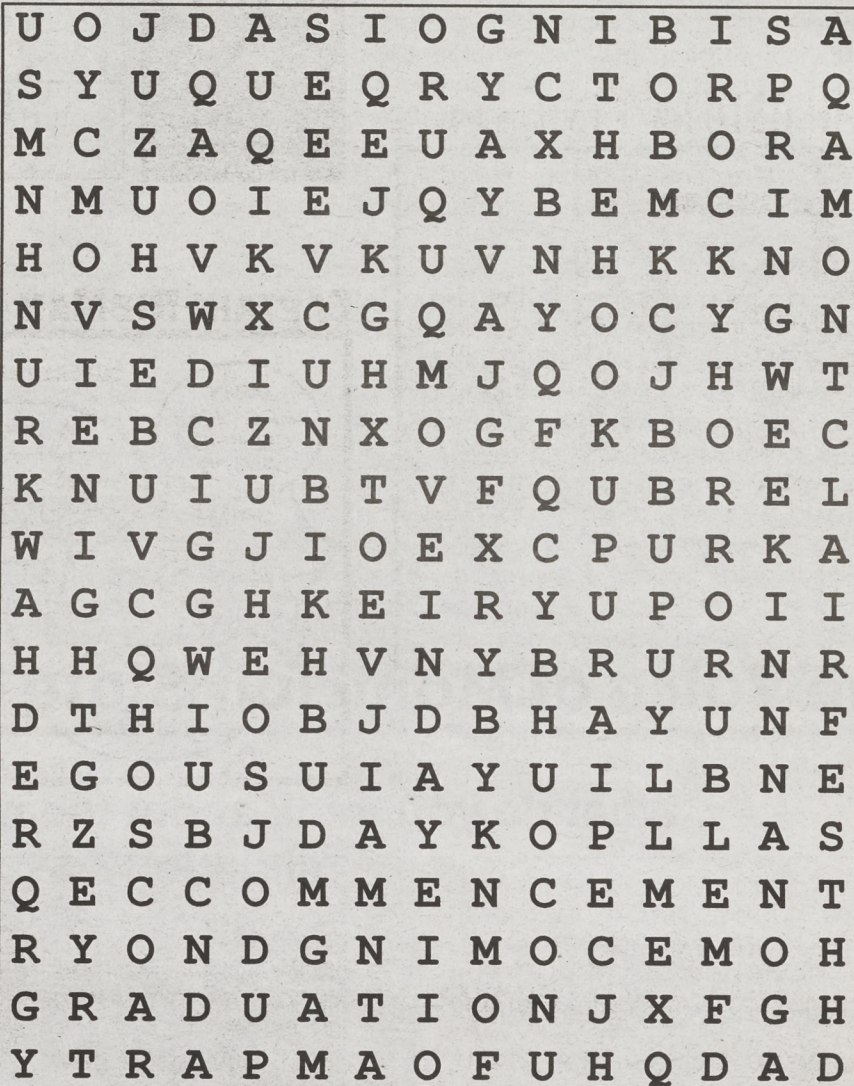 U O J D A S I O G N I B I S A
S Y U Q U E Q R Y C T O R P Q
M C Z A Q E E U A X H B O R A
N M U O I E J Q Y B E M C I M
H O H V K V K U V N H K K N O
N V S W X C G Q A Y O C Y G N
U I E D I U H M J Q O J H W T
R E B C Z N X O G F K B O E C
K N U I U B T V F Q U B R E L
W I V G J I O E X C P U R K A
A G C G H K E I R Y U P O I I
H H Q W E H V N Y B R U R N R
D T H I O B J D B H A Y U N F
E G O U S U I A Y U I L B N E
R Z S B J D A Y K O P L L A S
Q E C C O M M E N C E M E N T
R Y O N D G N I M O C E M O H
G R A D U A T I O N J X F G H
Y T R A P M A O F U H Q D A D